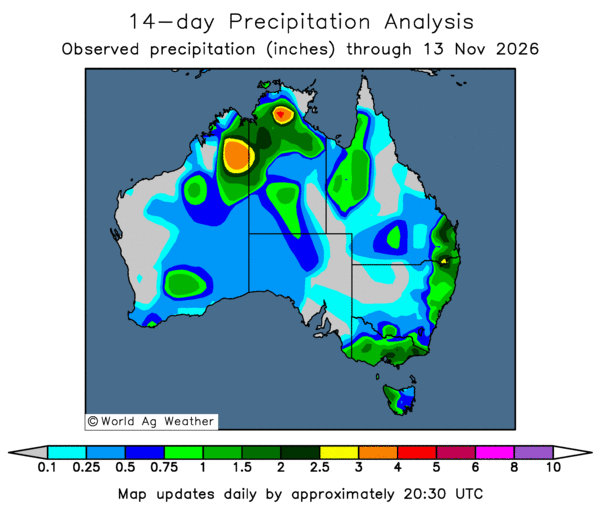 14-day Precipitation Analysis
Observed precipitation (inches) through 13 Nov 2026
© World Ag Weather
0.1 0.25 0.5 0.75 1 1.5 2 2.5 3 4 5 6 8 10
Map updates daily by approximately 20:30 UTC